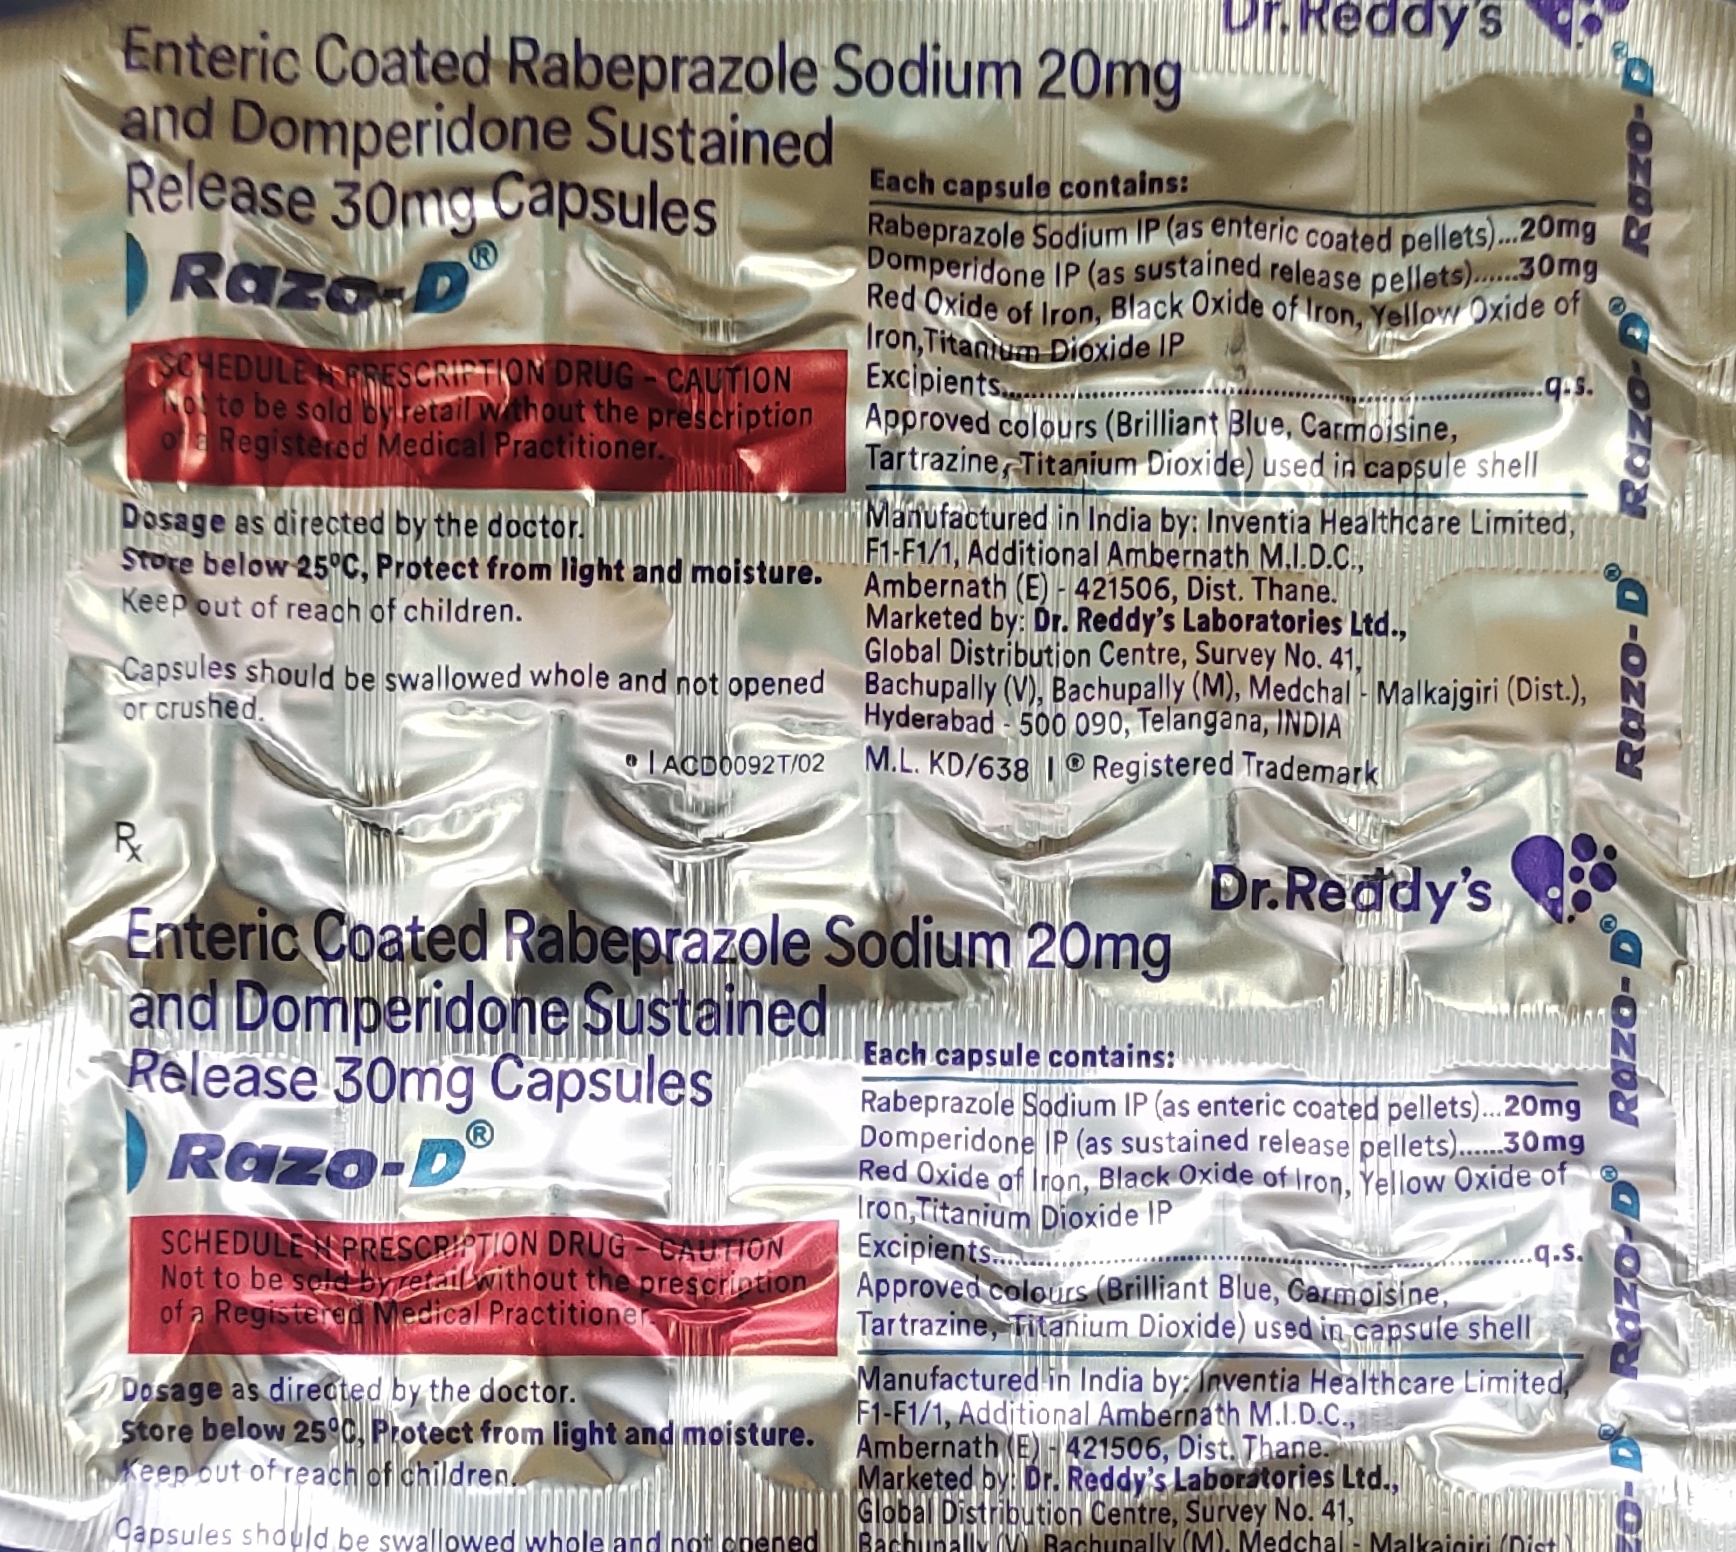 Dr.Reddy's
Enteric Coated Rabeprazole Sodium 20mg
and Domperidone Sustained
Release 30mg Capsules
Razo-D®
SCHEDULE H PRESCRIPTION DRUG - CAUTION
Not to be sold by retail without the prescription
of a Registered Medical Practitioner.
Dosage as directed by the doctor.
Store below 25ºC, Protect from light and moisture.
Keep out of reach of children.
Capsules should be swallowed whole and not opened
or crushed.
| ACD0092T/02
Each capsule contains:
Rabeprazole Sodium IP (as enteric coated pellets)...20mg
Domperidone IP (as sustained release pellets)......30mg
Red Oxide of Iron, Black Oxide of Iron, Yellow Oxide of
Iron,Titanium Dioxide IP
Excipients..........................................................................q.s.
Approved colours (Brilliant Blue, Carmoisine,
Tartrazine, Titanium Dioxide) used in capsule shell
Manufactured in India by: Inventia Healthcare Limited,
F1-F1/1, Additional Ambernath M.I.D.C.,
Ambernath (E) - 421506, Dist. Thane.
Marketed by: Dr. Reddy's Laboratories Ltd.,
Global Distribution Centre, Survey No. 41,
Bachupally (V), Bachupally (M), Medchal - Malkajgiri (Dist.),
Hyderabad - 500 090, Telangana, INDIA
M.L. KD/638 | ® Registered Trademark
Razo-D®
Razo-D®
Razo-D®
Rx
Dr.Reddy's
Enteric Coated Rabeprazole Sodium 20mg
and Domperidone Sustained
Release 30mg Capsules
Razo-D®
SCHEDULE H PRESCRIPTION DRUG - CAUTION
Not to be sold by retail without the prescription
of a Registered Medical Practitioner.
Dosage as directed by the doctor.
Store below 25ºC, Protect from light and moisture.
Keep out of reach of children.
Capsules should be swallowed whole and not opened
Each capsule contains:
Rabeprazole Sodium IP (as enteric coated pellets)...20mg
Domperidone IP (as sustained release pellets)......30mg
Red Oxide of Iron, Black Oxide of Iron, Yellow Oxide of
Iron,Titanium Dioxide IP
Excipients..........................................................................q.s.
Approved colours (Brilliant Blue, Carmoisine,
Tartrazine, Titanium Dioxide) used in capsule shell
Manufactured in India by: Inventia Healthcare Limited,
F1-F1/1, Additional Ambernath M.I.D.C.,
Ambernath (E) - 421506, Dist. Thane.
Marketed by: Dr. Reddy's Laboratories Ltd.,
Global Distribution Centre, Survey No. 41,
Bachupally (V), Bachupally (M), Medchal - Malkajgiri (Dist.)
Razo-D®
Razo-D®
zo-D®